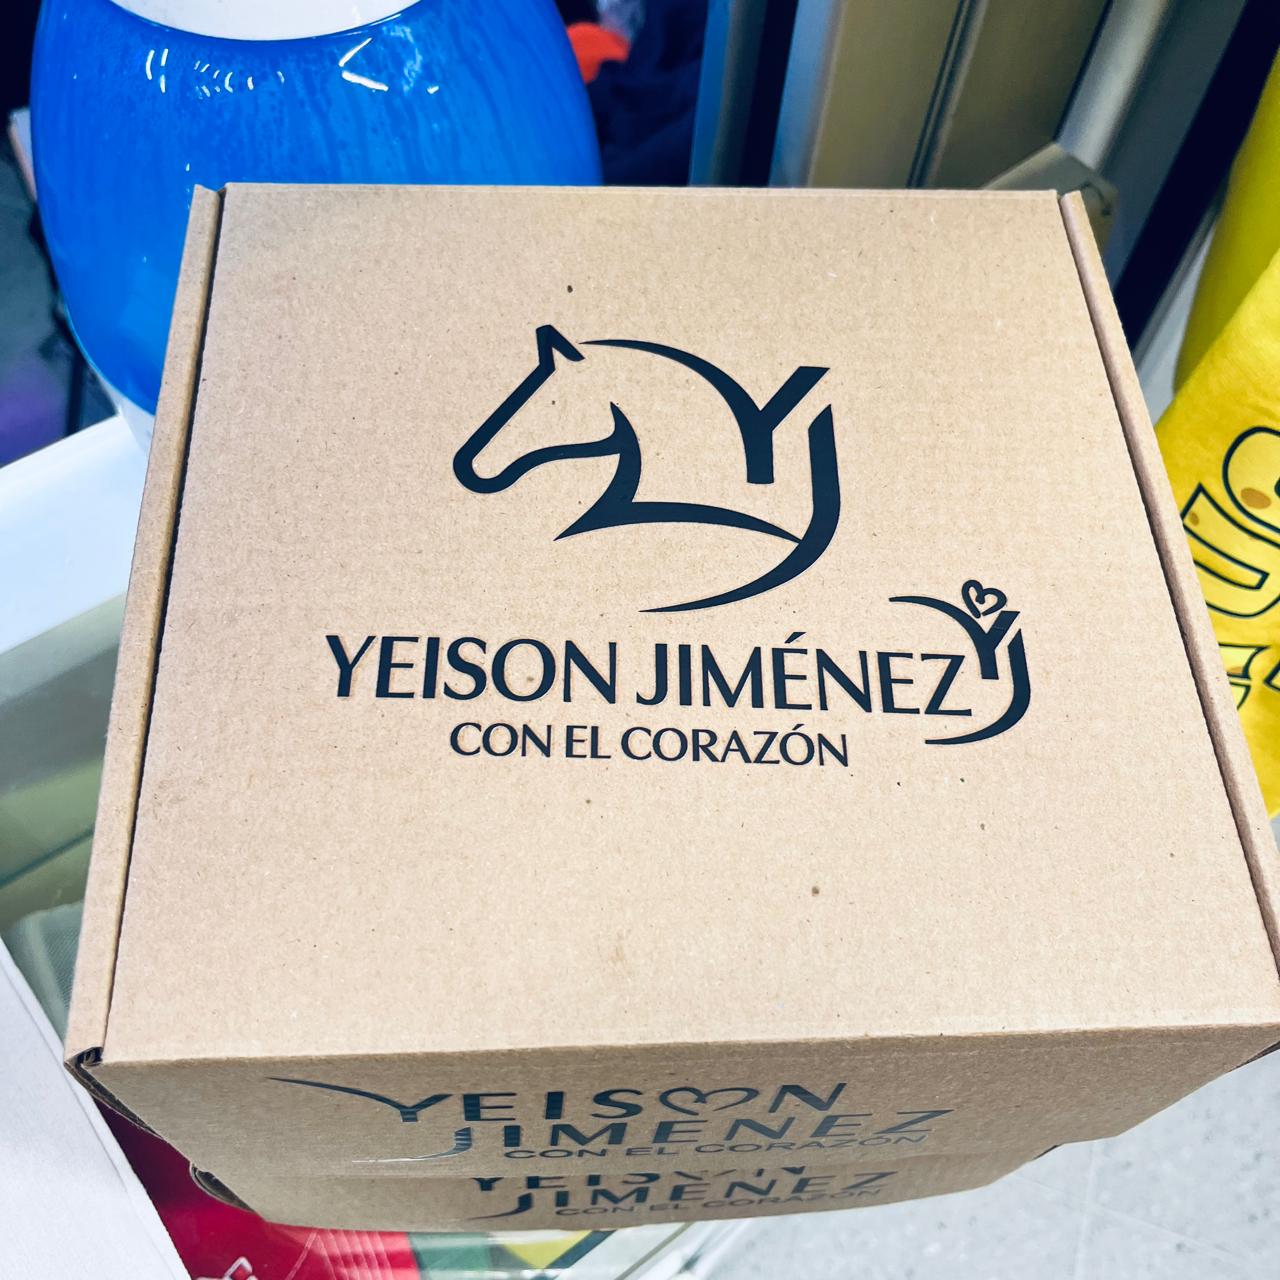 YEISON JIMÉNEZ
CON EL CORAZÓN
YEISON
JIMENEZ
CON EL CORAZÓN
YEISON
JIMENEZ
CON EL CORAZÓN